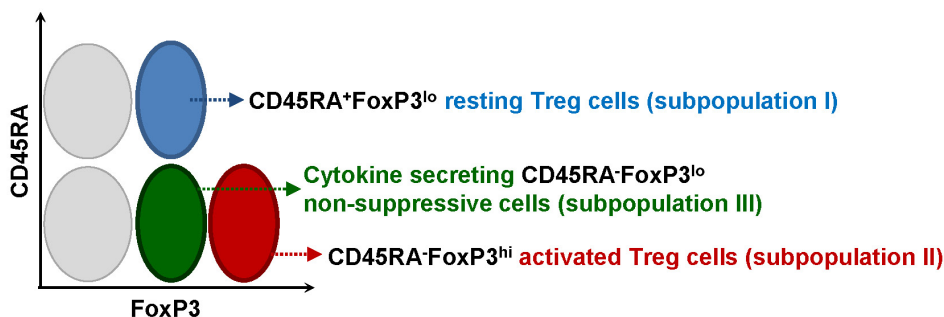 CD45RA
CD45RA⁺FoxP3ˡᵒ resting Treg cells (subpopulation I)
Cytokine secreting CD45RA⁻FoxP3ˡᵒ
non-suppressive cells (subpopulation III)
CD45RA⁻FoxP3ʰⁱ activated Treg cells (subpopulation II)
FoxP3